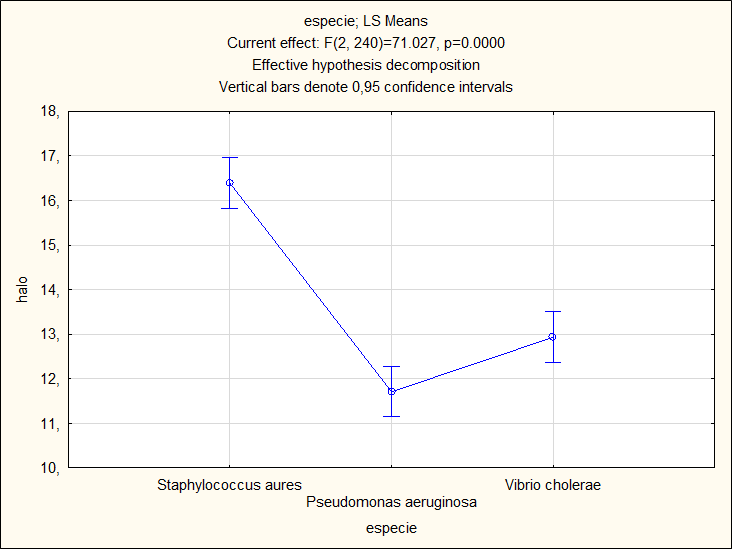 especie; LS Means
Current effect: F(2, 240)=71.027, p=0.0000
Effective hypothesis decomposition
Vertical bars denote 0,95 confidence intervals
18,
17,
16,
15,
14,
13,
12,
11,
10,
halo
Staphylococcus aures
Vibrio cholerae
Pseudomonas aeruginosa
especie